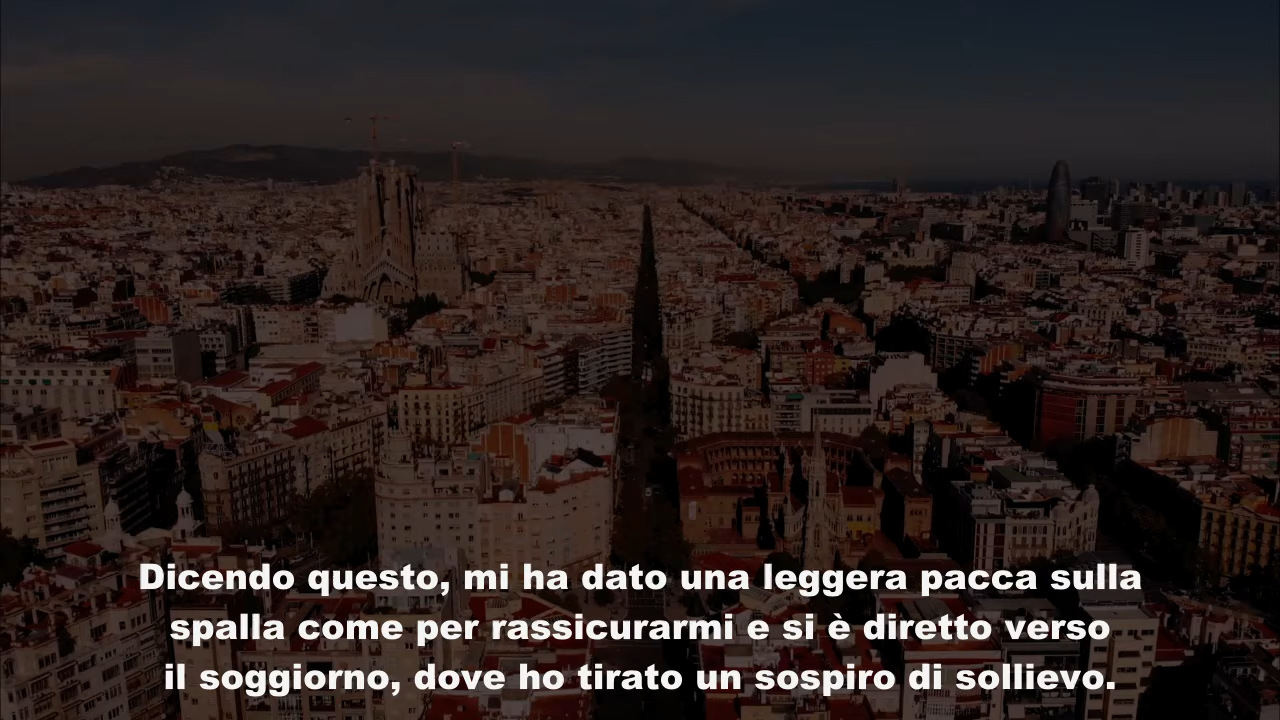 Dicendo questo, mi ha dato una leggera pacca sulla
spalla come per rassicurarmi e si è diretto verso
il soggiorno, dove ho tirato un sospiro di sollievo.